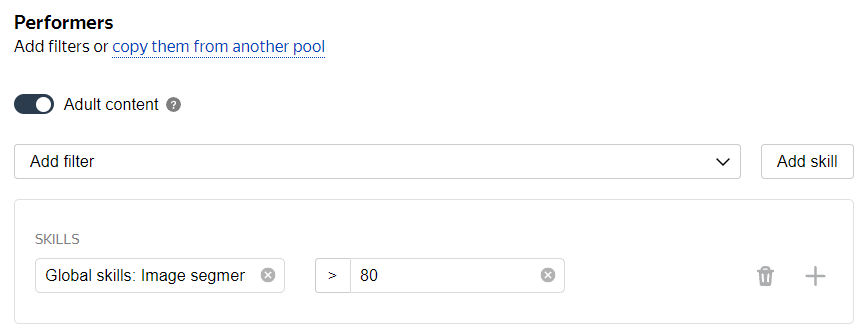 Performers
Add filters or copy them from another pool
Adult content ?
Add filter
Add skill
SKILLS
Global skills: Image segmer
> 80